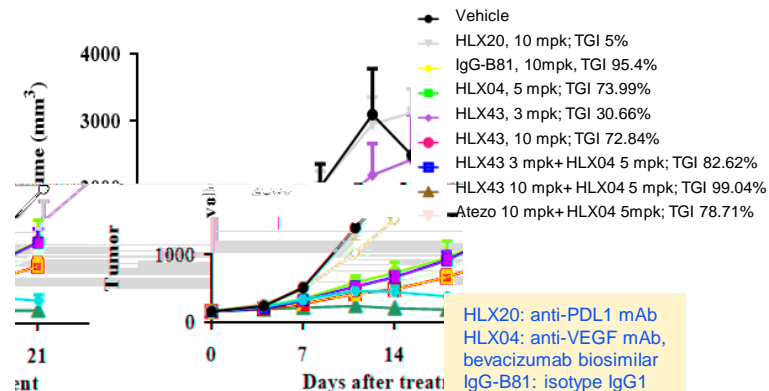 Vehicle
HLX20, 10 mpk; TGI 5%
IgG-B81, 10mpk, TGI 95.4%
HLX04, 5 mpk; TGI 73.99%
HLX43, 3 mpk; TGI 30.66%
HLX43, 10 mpk; TGI 72.84%
HLX43 3 mpk+ HLX04 5 mpk; TGI 82.62%
HLX43 10 mpk+ HLX04 5 mpk; TGI 99.04%
Atezo 10 mpk+ HLX04 5mpk; TGI 78.71%
4000
3000
(mm³)
Tumor
1000
0
21
0
7
14
Days after
HLX20: anti-PDL1 mAb
HLX04: anti-VEGF mAb,
bevacizumab biosimilar
IgG-B81: isotype IgG1